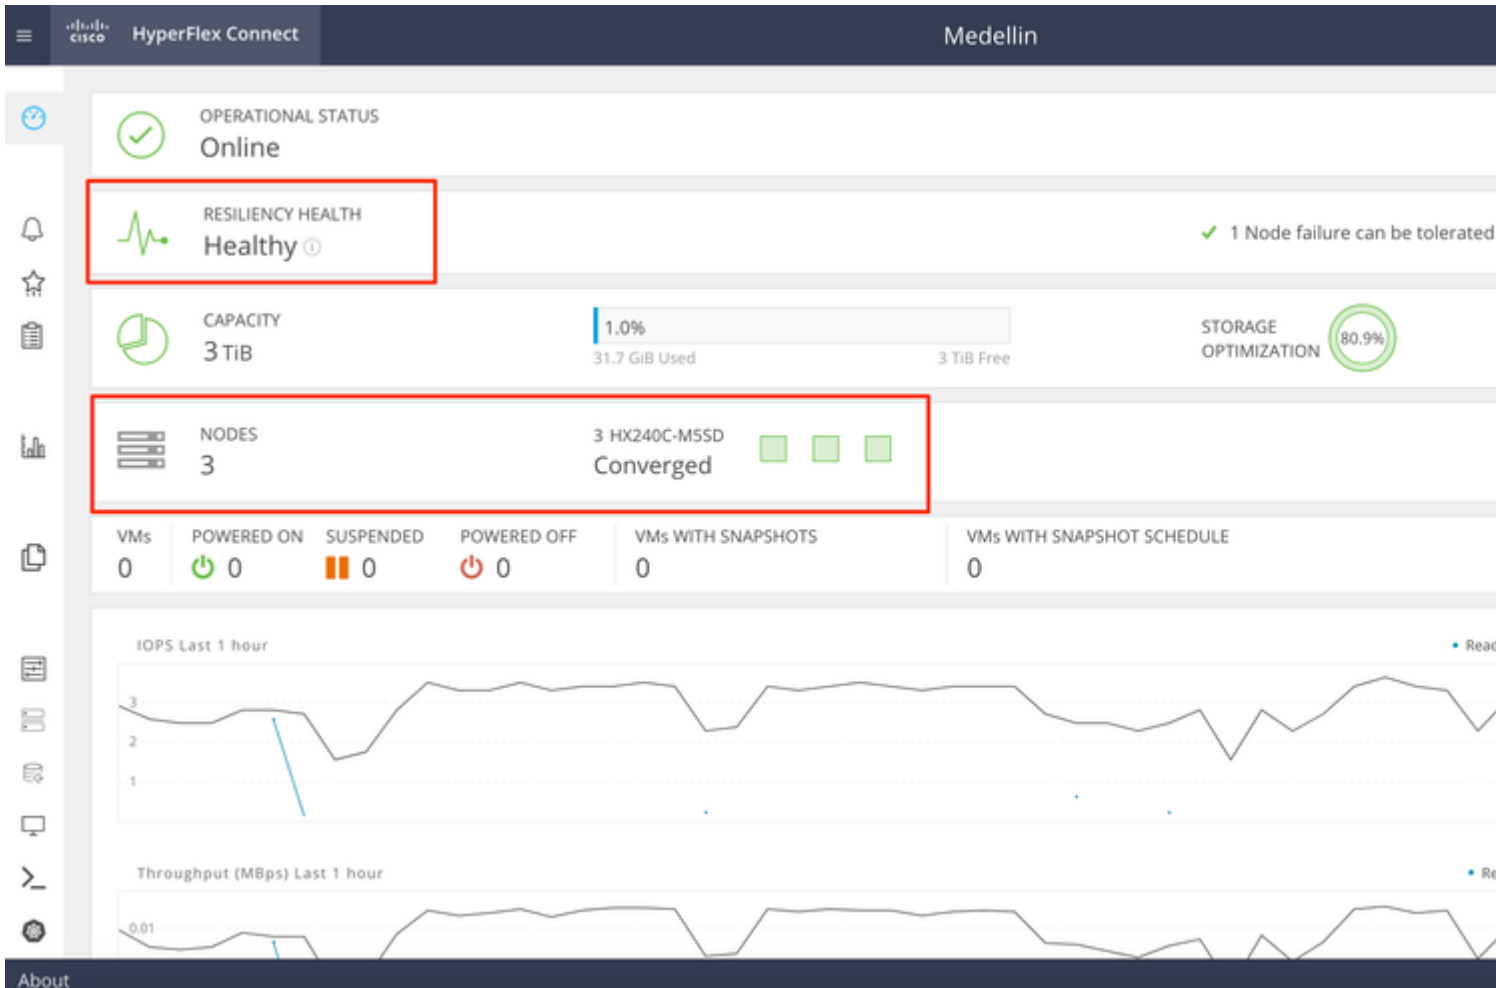 cisco HyperFlex Connect Medellin
OPERATIONAL STATUS
Online
RESILIENCY HEALTH
Healthy
1 Node failure can be tolerated
CAPACITY
3 TiB
1.0%
31.7 GiB Used 3 TiB Free
STORAGE
OPTIMIZATION
80.9%
NODES
3
3 HX240C-M5SD
Converged
VMs POWERED ON SUSPENDED POWERED OFF VMs WITH SNAPSHOTS VMs WITH SNAPSHOT SCHEDULE
0 0 0 0 0 0
IOPS Last 1 hour
Read
3
2
1
Throughput (MBps) Last 1 hour
Re
0.01
About